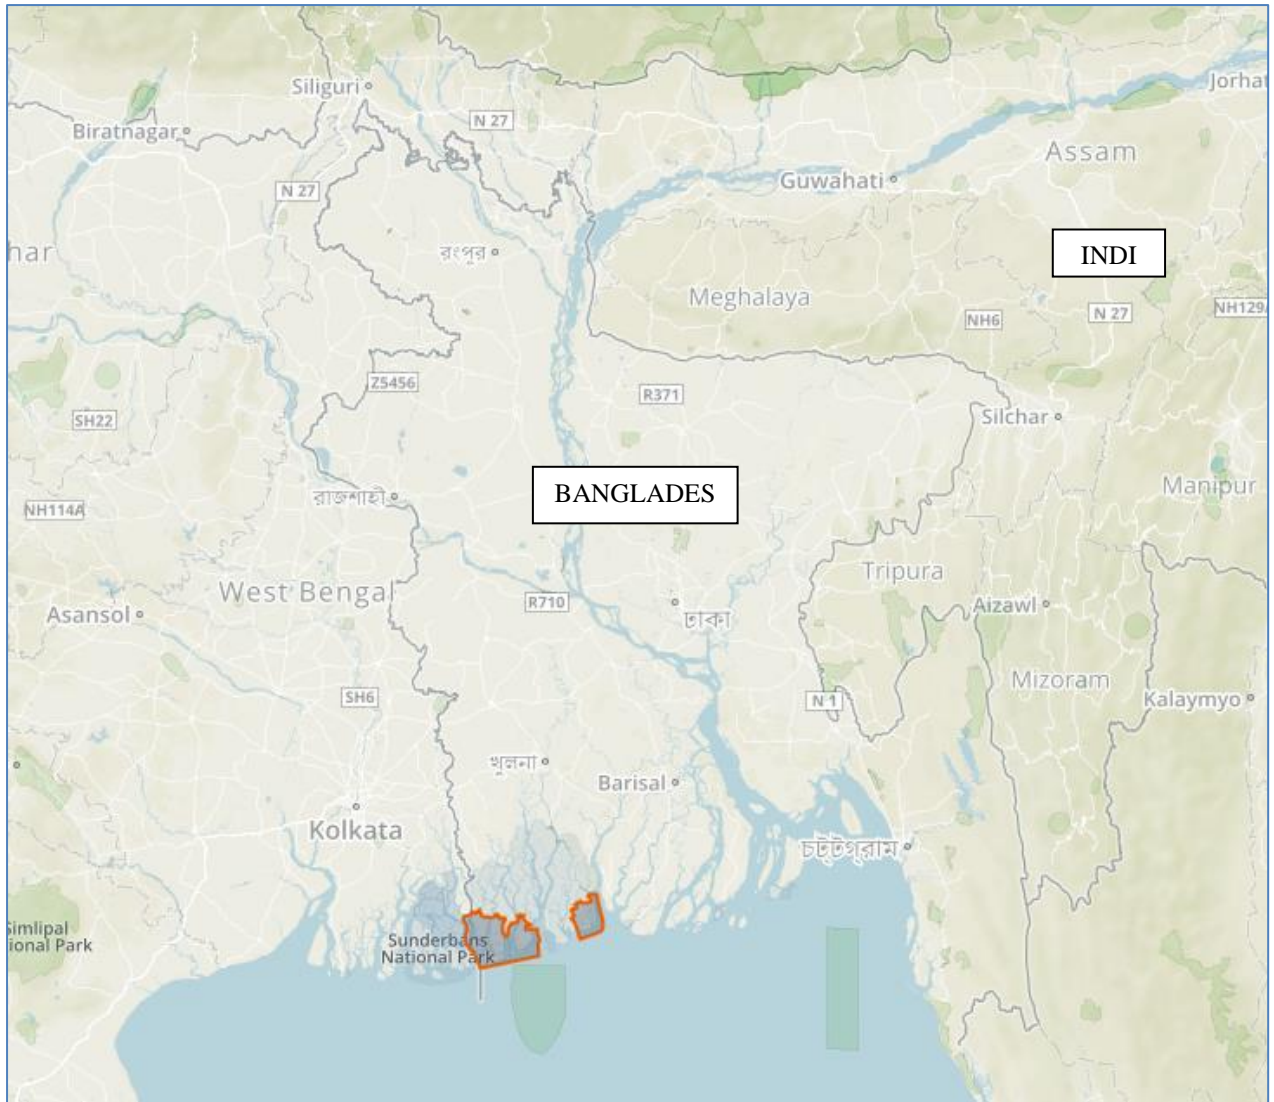 Siliguri
Jorhat
N 27
Biratnagar
Assam
Guwahati
N 27
har
রংপুর
INDI
Meghalaya
N 27
NH129A
NH6
Z5456
R371
SH22
Silchar
BANGLADES
Manipur
রাজশাহী
NH114A
Tripura
West Bengal
R710
Aizawl
Asansol
ঢাকা
Mizoram
SH6
N 1
Kalaymyo
খুলনা
Barisal
Kolkata
চট্টগ্রাম
Simlipal
ional Park
Sunderbans
National Park